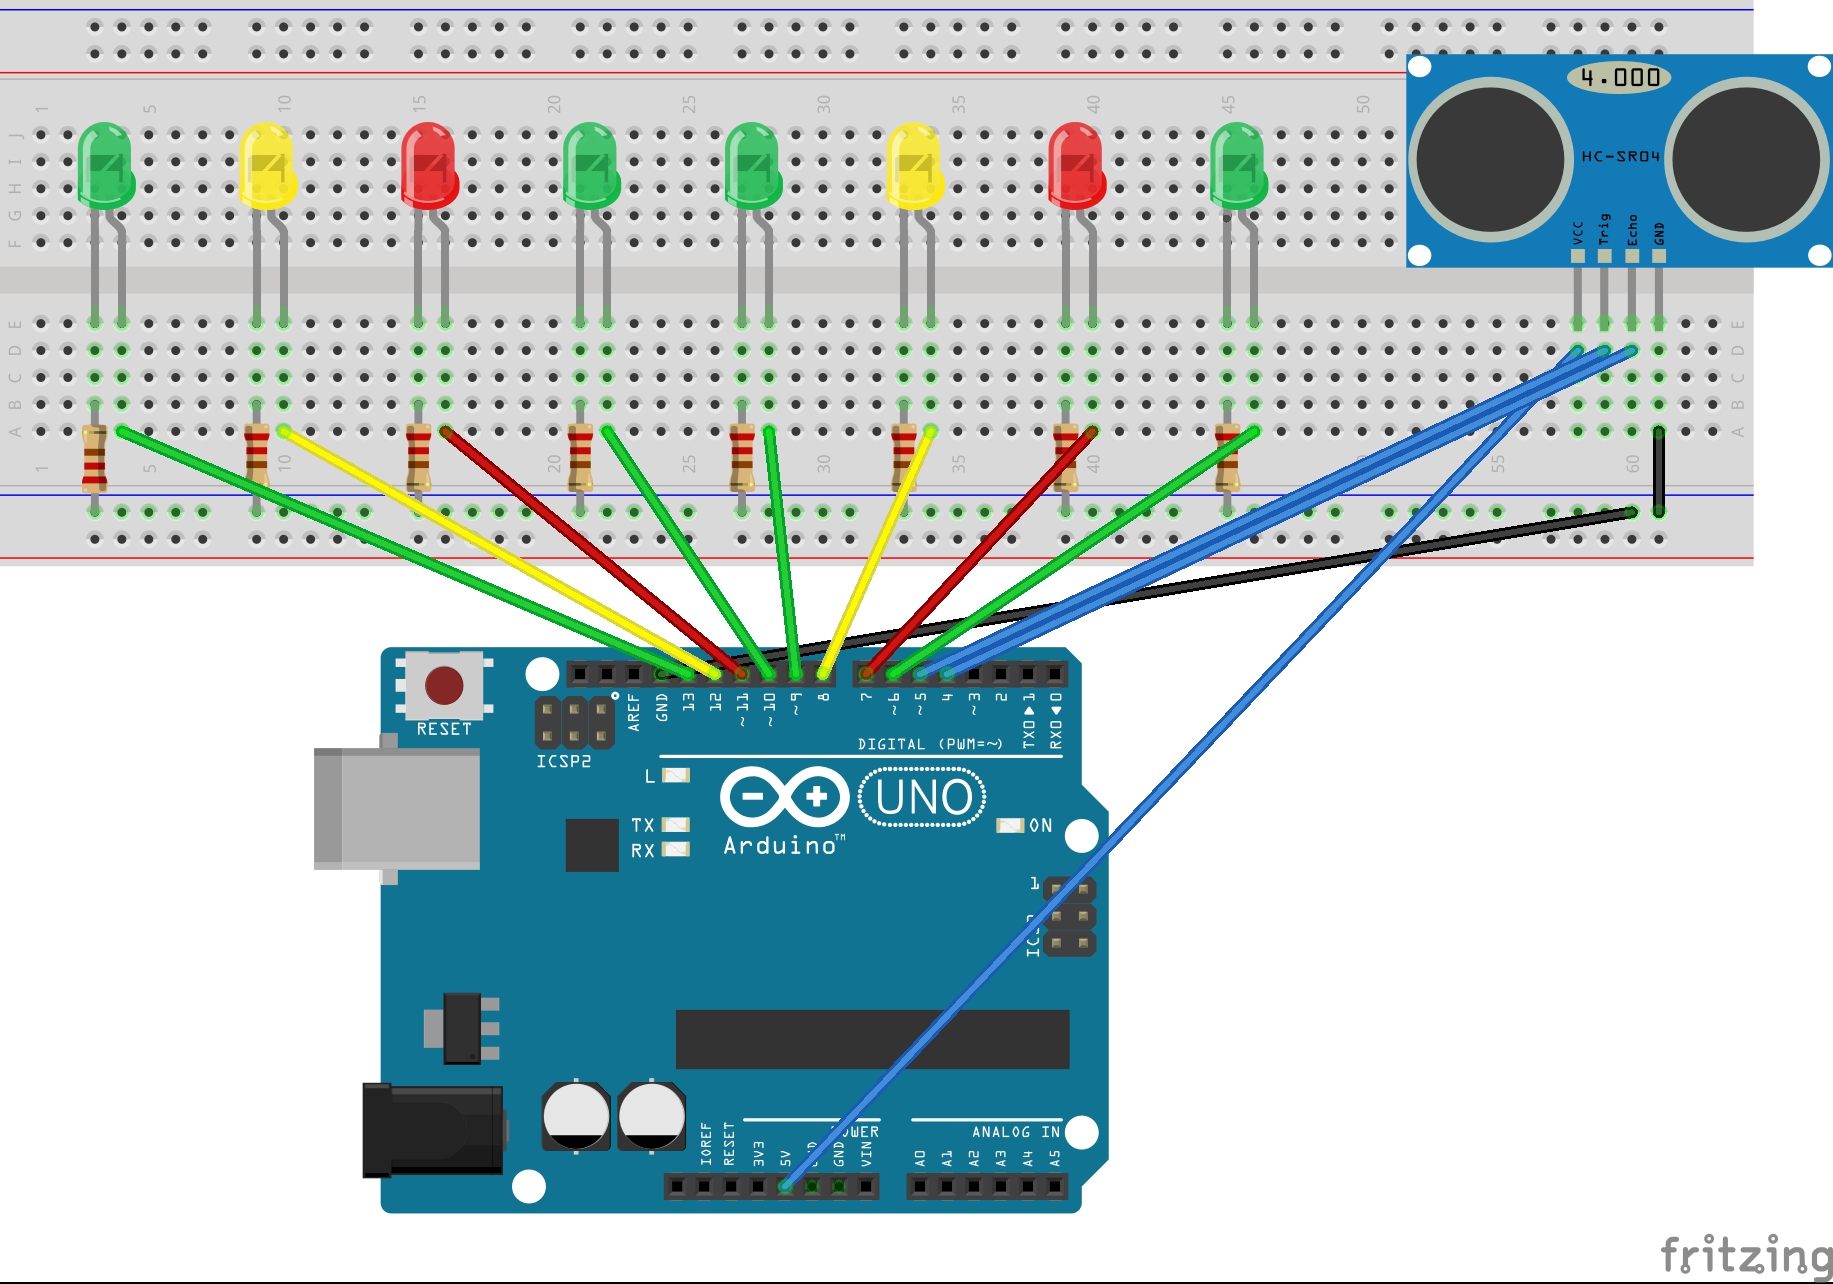 4.000
1 5 10 15 20 25 30 35 40 45 50
J
I
H
G
F
HC-SR04
VCC Trig Echo GND
E E
D D
C C
B B
A A
1 5 10 20 25 30 35 40 55 60
RESET
AREF GND 13 12 ~11 ~10 ~9 8 7 ~6 ~5 4 ~3 2 TX0▶1 RX0◀0
ICSP2
DIGITAL (PWM=~)
L
TX
RX
UNO
Arduino™
ON
1
POWER
ANALOG IN
IOREF RESET 3V3 5V GND VIN A0 A1 A2 A3 A4 A5
fritzing